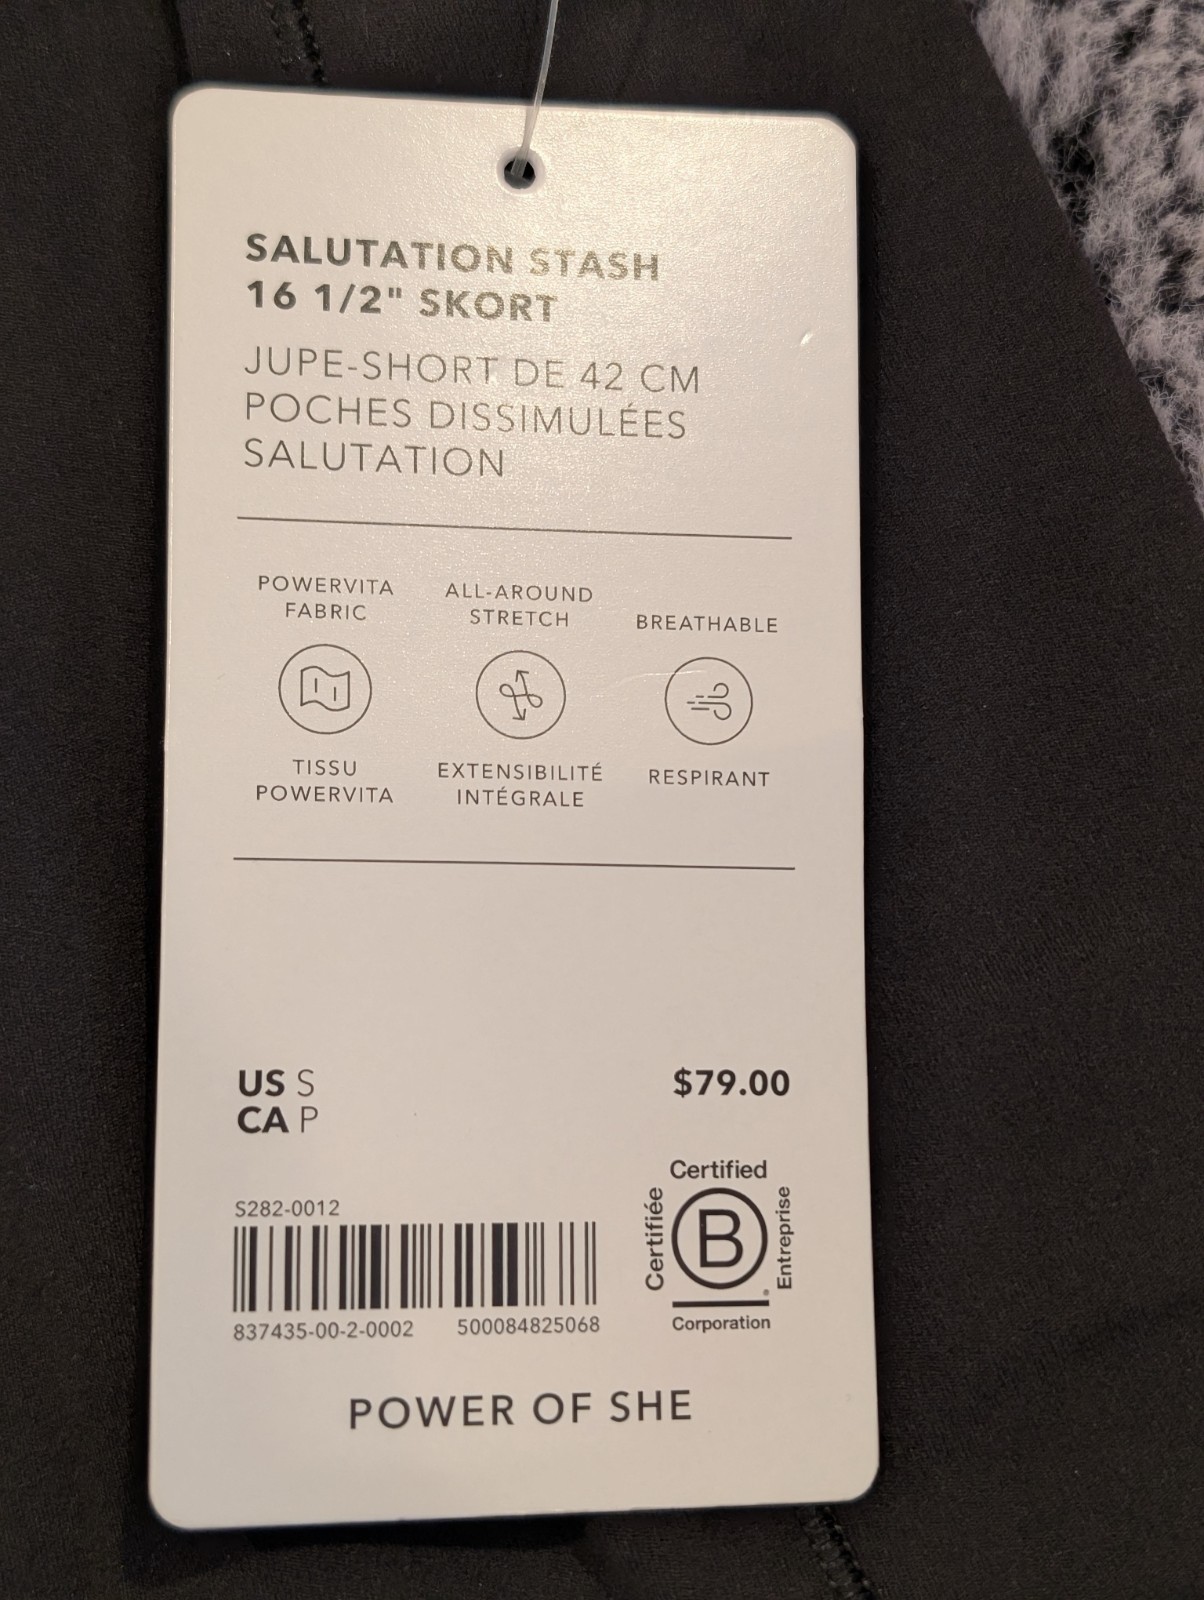 SALUTATION STASH
16 1/2" SKORT
JUPE-SHORT DE 42 CM
POCHES DISSIMULÉES
SALUTATION
POWERVITA
FABRIC
ALL-AROUND
STRETCH
BREATHABLE
TISSU
POWERVITA
EXTENSIBILITÉ
INTÉGRALE
RESPIRANT
US S
CA P
$79.00
S282-0012
837435-00-2-0002 500084825068
Certified
Certifiée
B
Entreprise
Corporation
POWER OF SHE